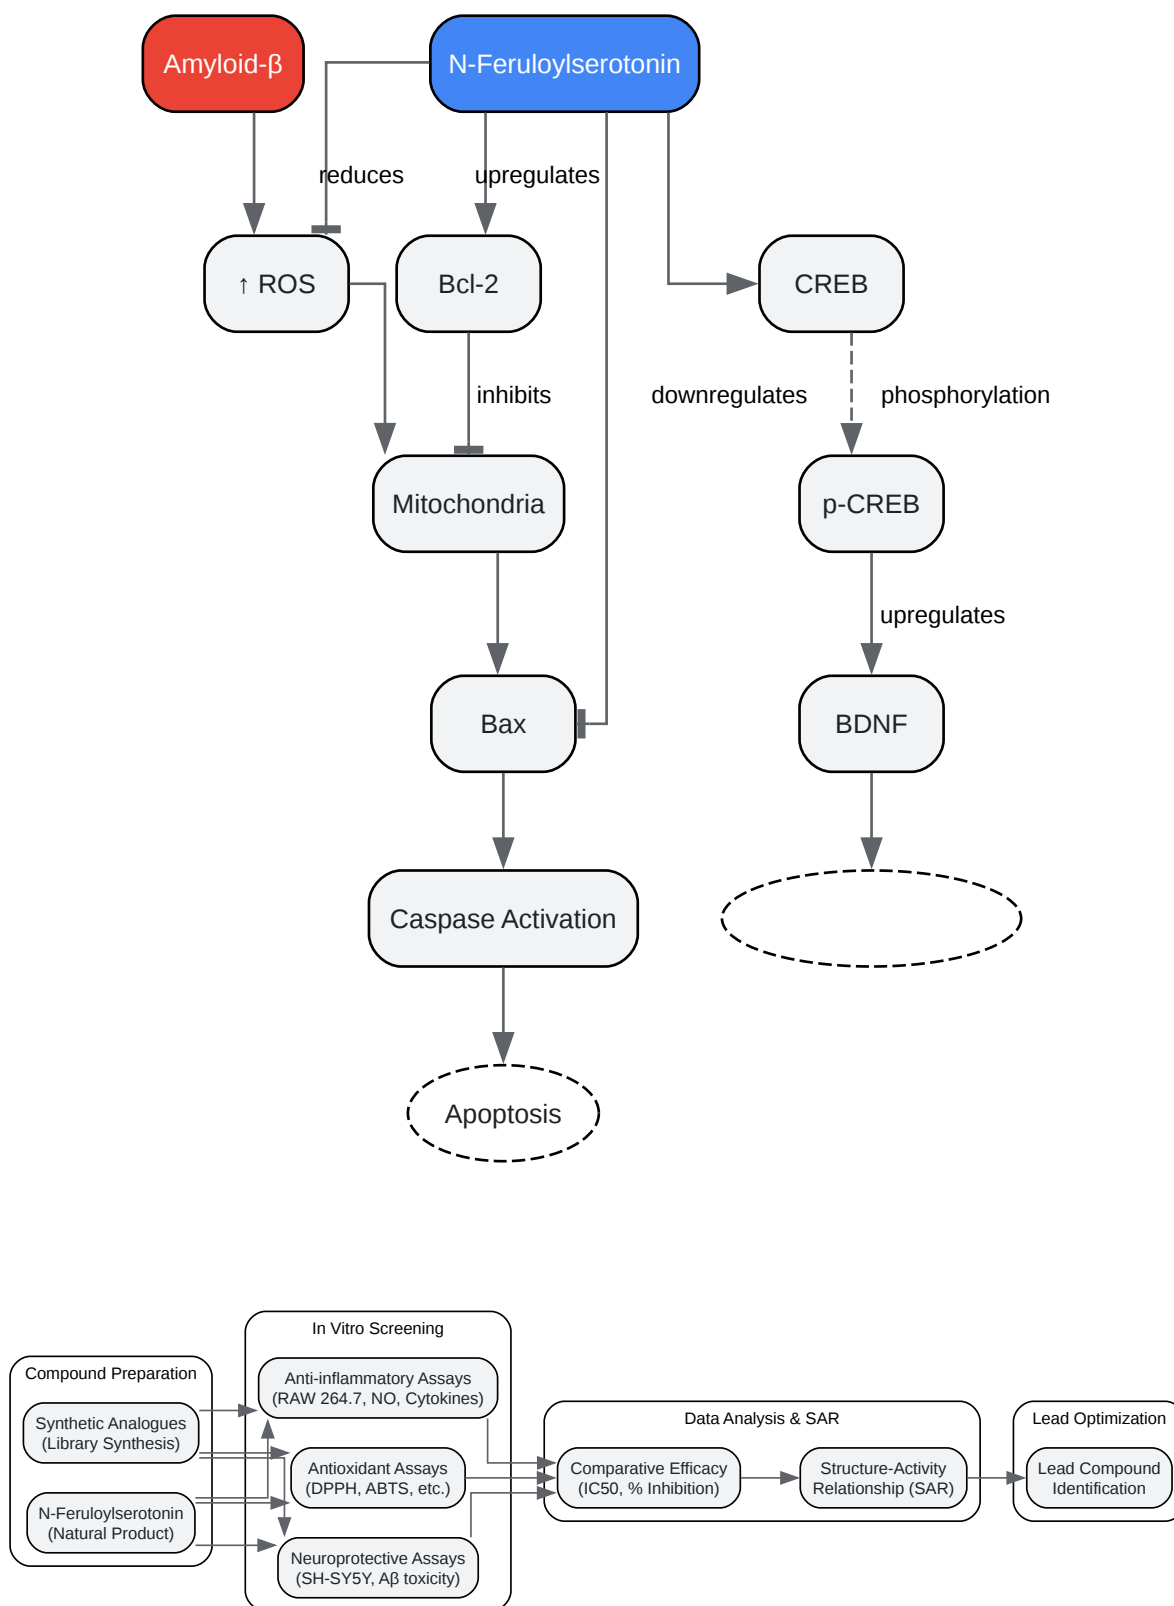 Amyloid-β
N-Feruloylserotonin
reduces
upregulates
↑ ROS
Bcl-2
CREB
inhibits
downregulates
phosphorylation
Mitochondria
p-CREB
upregulates
Bax
BDNF
Caspase Activation
Apoptosis
Compound Preparation
Synthetic Analogues
(Library Synthesis)
N-Feruloylserotonin
(Natural Product)
In Vitro Screening
Anti-inflammatory Assays
(RAW 264.7, NO, Cytokines)
Antioxidant Assays
(DPPH, ABTS, etc.)
Neuroprotective Assays
(SH-SY5Y, Aβ toxicity)
Data Analysis & SAR
Comparative Efficacy
(IC50, % Inhibition)
Structure-Activity
Relationship (SAR)
Lead Optimization
Lead Compound
Identification